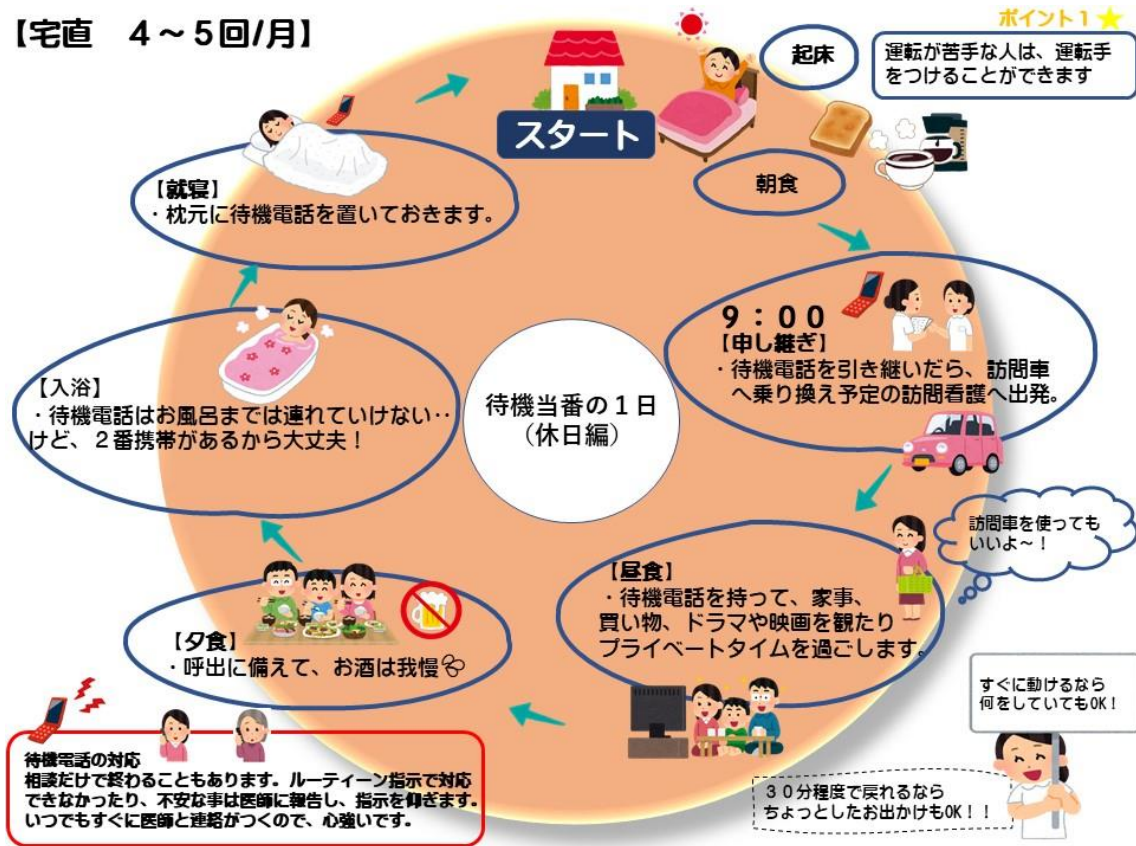 【宅直　４～５回/月】
ポイント１
運転が苦手な人は、運転手
をつけることができます
起床
スタート
朝食
９：００
【申し継ぎ】
・待機電話を引き継いだら、訪問車
へ乗り換え予定の訪問看護へ出発。
訪問車を使っても
いいよ～！
【昼食】
・待機電話を持って、家事、
買い物、ドラマや映画を観たり
プライベートタイムを過ごします。
すぐに動けるなら
何をしていてもOK！
３０分程度で戻れるなら
ちょっとしたお出かけもOK！！
【夕食】
・呼出に備えて、お酒は我慢
待機電話の対応
相談だけで終わることもあります。ルーティーン指示で対応
できなかったり、不安な事は医師に報告し、指示を仰ぎます。
いつでもすぐに医師と連絡がつくので、心強いです。
【入浴】
・待機電話はお風呂までは連れていけない‥
けど、２番携帯があるから大丈夫！
【就寝】
・枕元に待機電話を置いておきます。
待機当番の１日
（休日編）